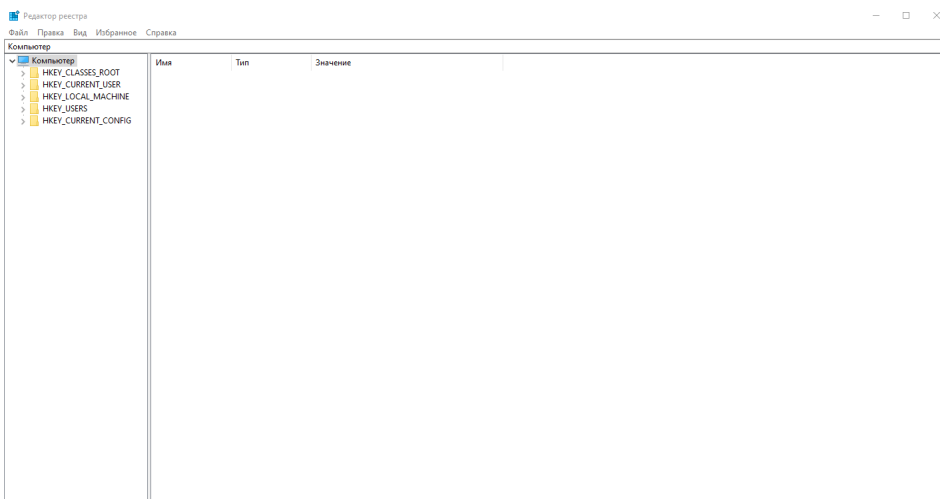 Редактор реестра
Файл Правка Вид Избранное Справка
Компьютер
Компьютер
HKEY_CLASSES_ROOT
HKEY_CURRENT_USER
HKEY_LOCAL_MACHINE
HKEY_USERS
HKEY_CURRENT_CONFIG
Имя Тип Значение